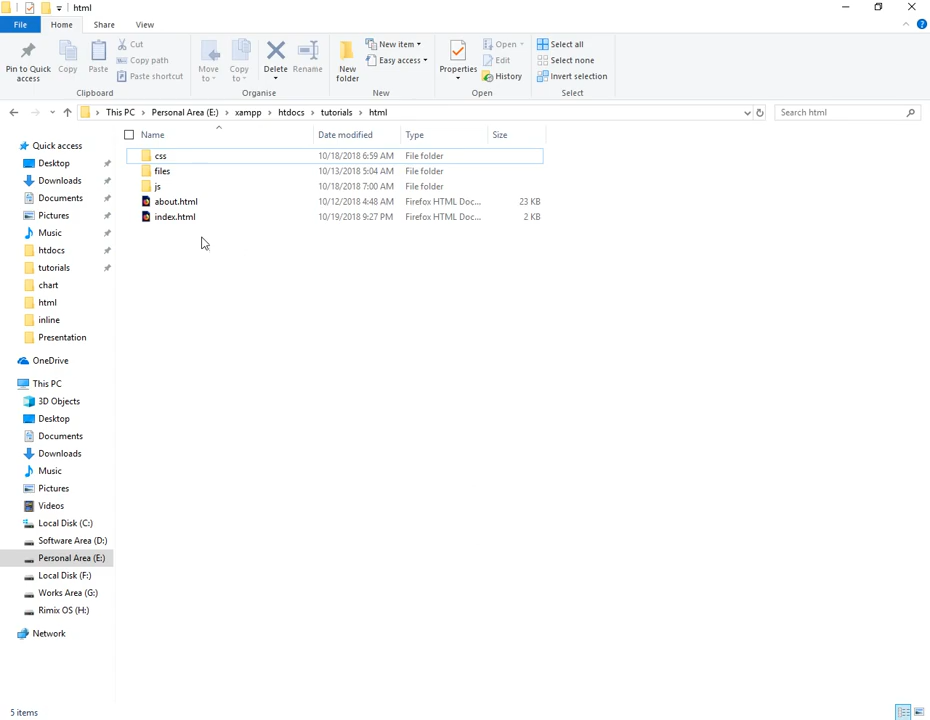 html
File Home Share View
Pin to Quick access
Copy
Paste
Cut
Copy path
Paste shortcut
Clipboard
Move to
Copy to
Delete
Rename
Organise
New folder
New item
Easy access
New
Properties
Open
Edit
History
Open
Select all
Select none
Invert selection
Select
This PC > Personal Area (E:) > xampp > htdocs > tutorials > html
Search html
Name Date modified Type Size
css 10/18/2018 6:59 AM File folder
files 10/13/2018 5:04 AM File folder
js 10/18/2018 7:00 AM File folder
about.html 10/12/2018 4:48 AM Firefox HTML Doc... 23 KB
index.html 10/19/2018 9:27 PM Firefox HTML Doc... 2 KB
Quick access
Desktop
Downloads
Documents
Pictures
Music
htdocs
tutorials
chart
html
inline
Presentation
OneDrive
This PC
3D Objects
Desktop
Documents
Downloads
Music
Pictures
Videos
Local Disk (C:)
Software Area (D:)
Personal Area (E:)
Local Disk (F:)
Works Area (G:)
Rimix OS (H:)
Network
5 items